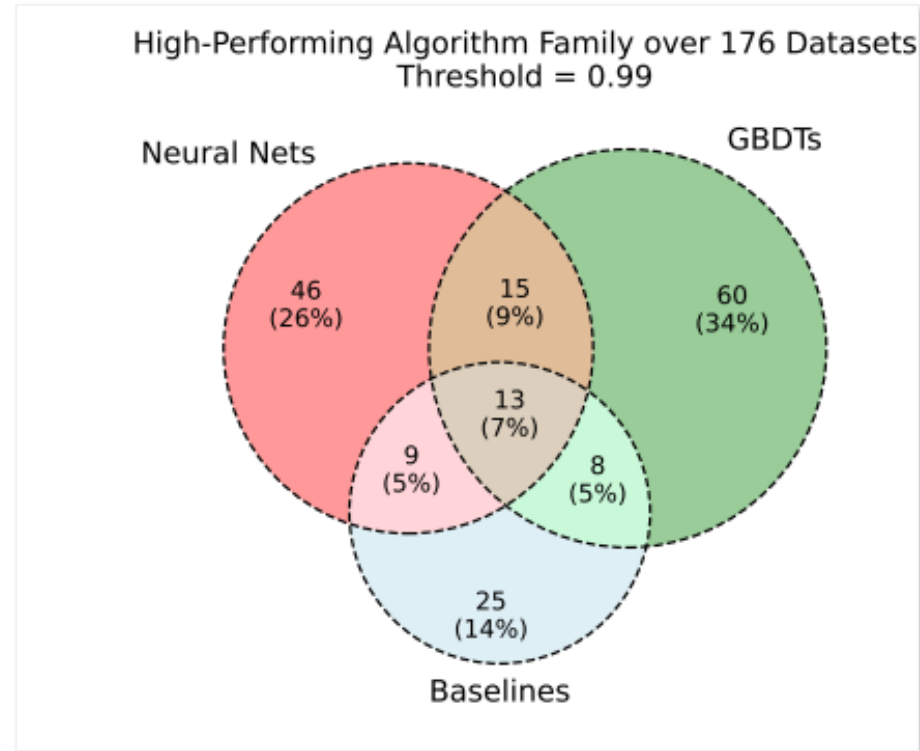 High-Performing Algorithm Family over 176 Datasets
Threshold = 0.99
Neural Nets
GBDTs
46
(26%)
15
(9%)
60
(34%)
13
(7%)
9
(5%)
8
(5%)
25
(14%)
Baselines